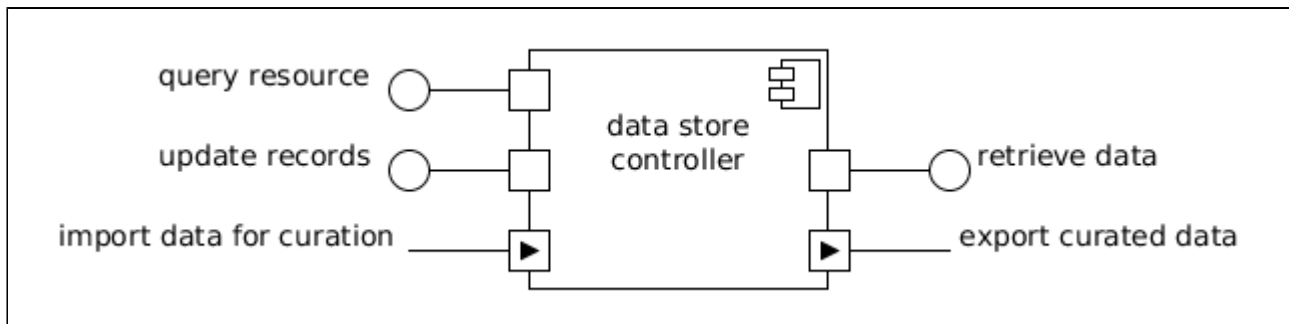 query resource
update records
import data for curation
data store
controller
retrieve data
export curated data